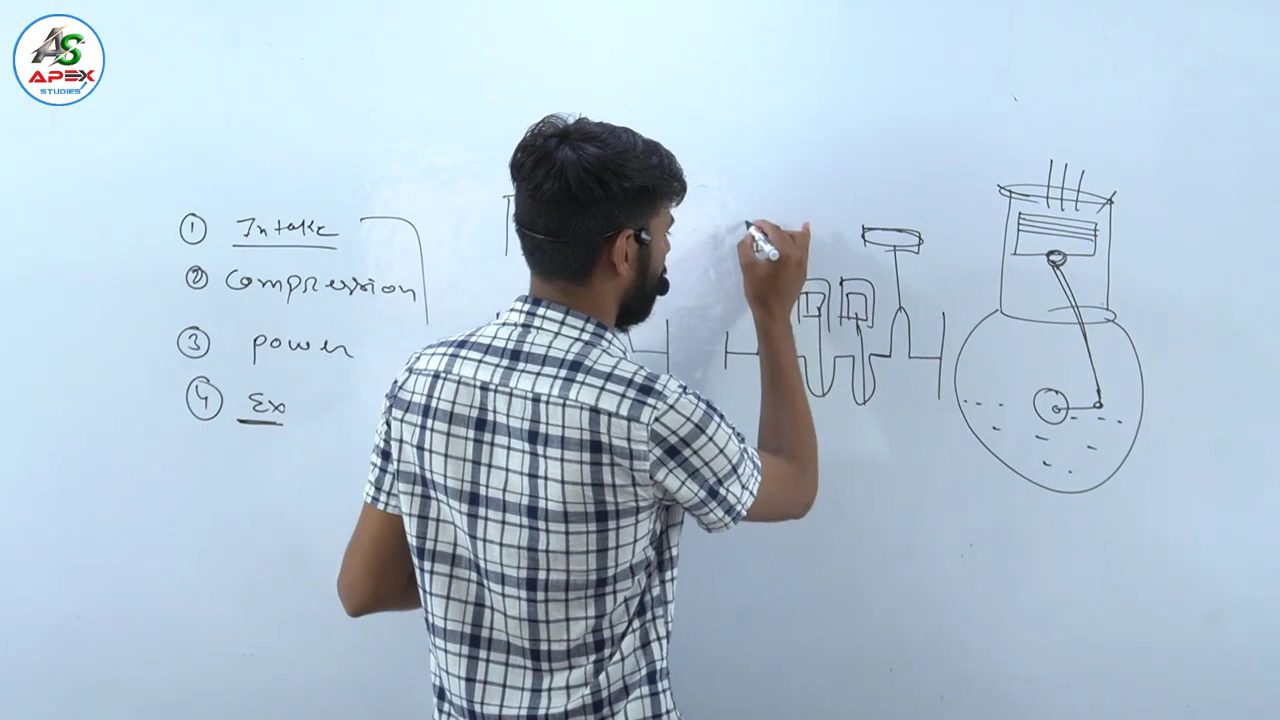 AS
APEX
STUDIES
① Intake
② Compression
③ power
④ Ex